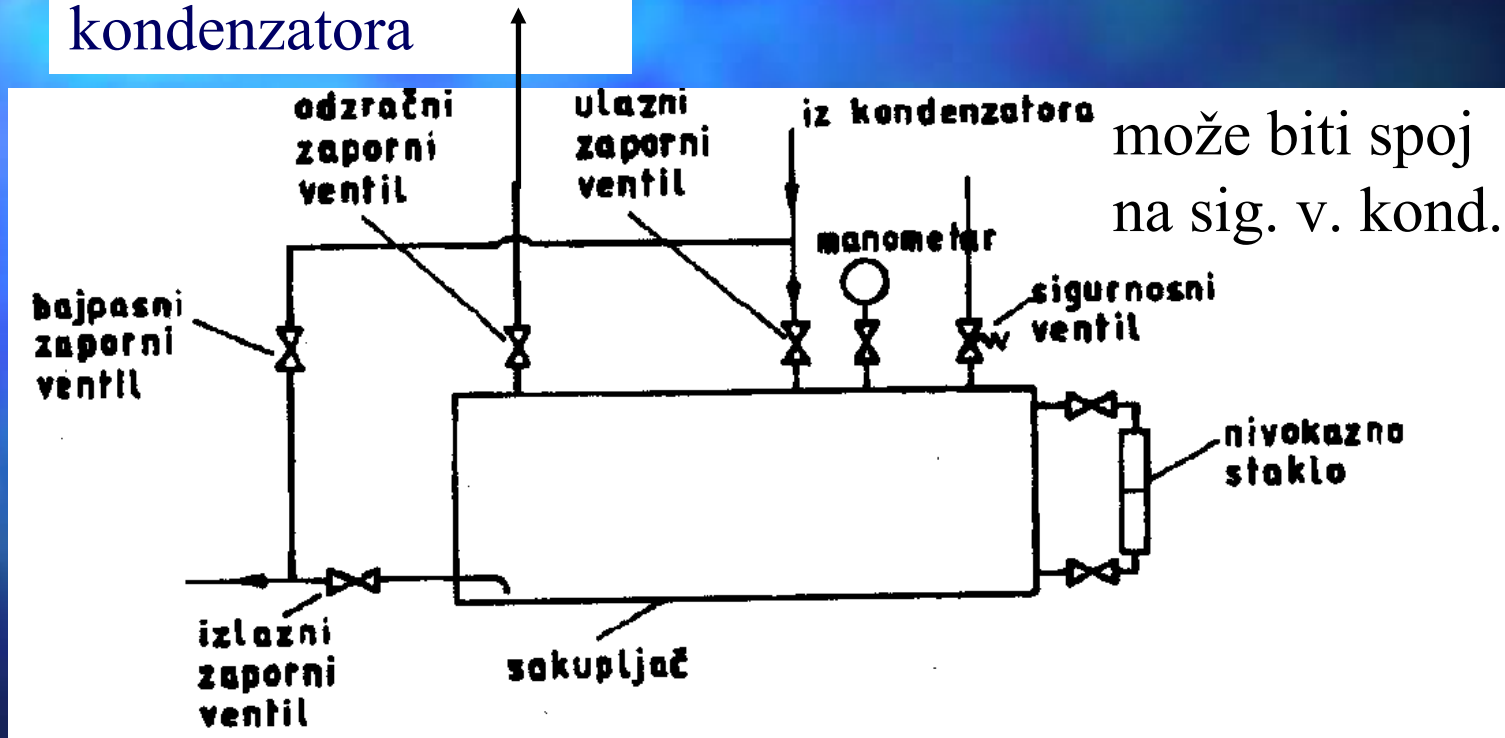 kondenzatora
odzračni
zaporni
ventil
ulazni
zaporni
ventil
iz kondenzatora
može biti spoj
na sig. v. kond.
manometar
sigurnosni
ventil
bajpasni
zaporni
ventil
nivokazno
staklo
izlazni
zaporni
ventil
sakupljač